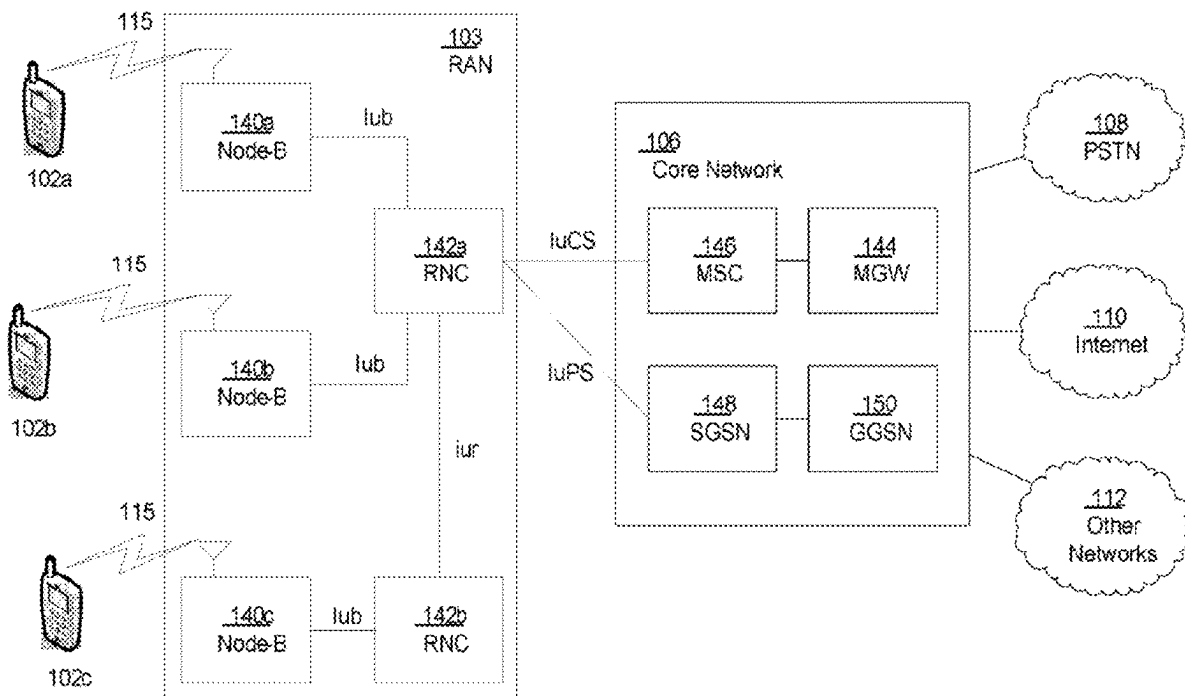 115
103
RAN
102a
140a
Node-B
Iub
142a
RNC
115
102b
140b
Node-B
Iub
iur
115
102c
140c
Node-B
Iub
142b
RNC
IuCS
IuPS
106
Core Network
146
MSC
144
MGW
148
SGSN
150
GGSN
108
PSTN
110
Internet
112
Other
Networks